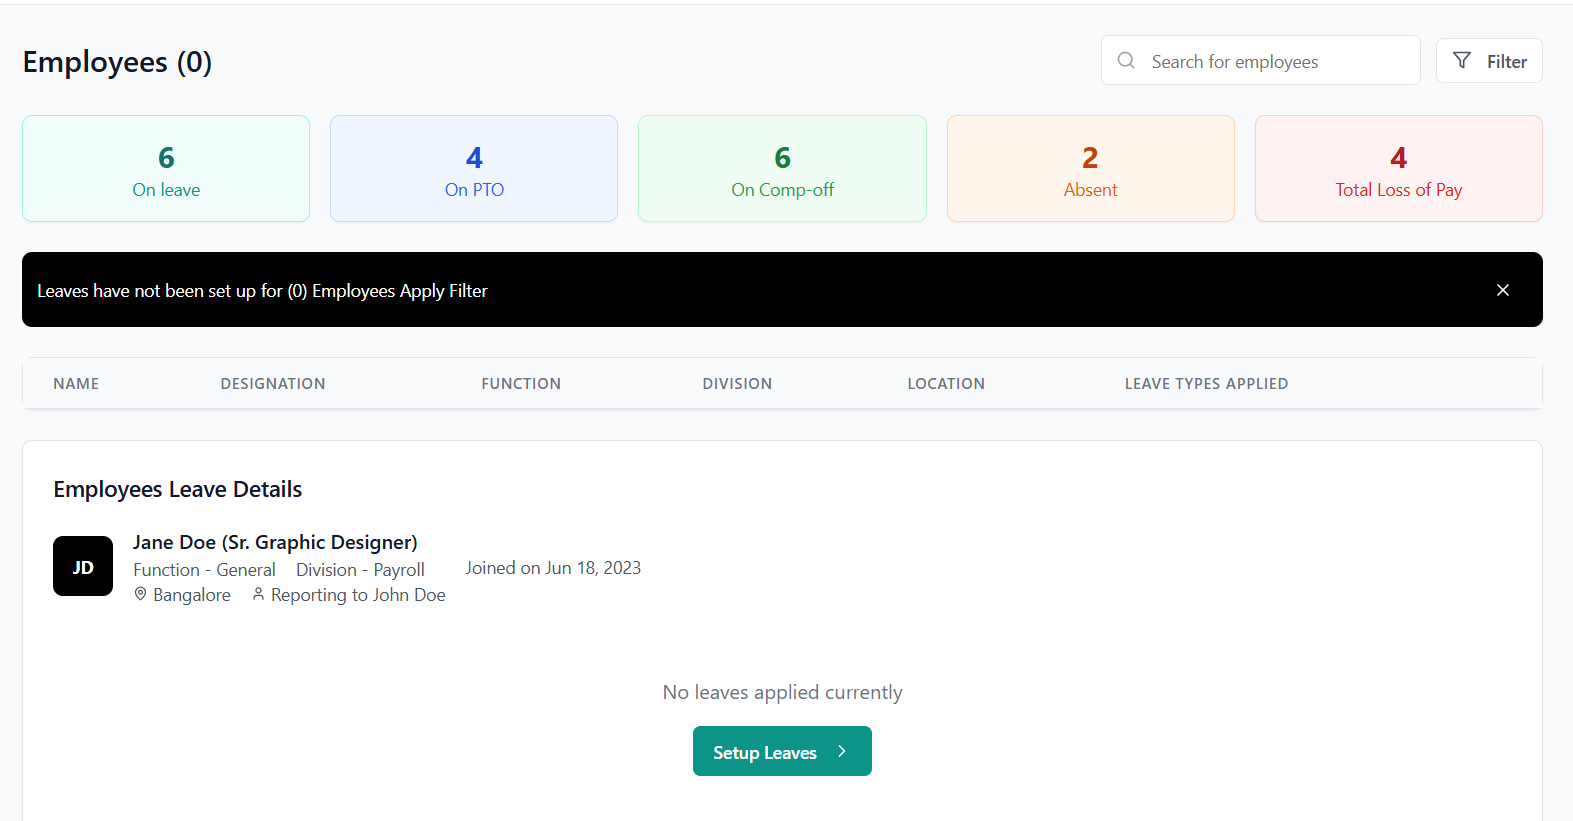 Employees (0)
Search for employees
Filter
6
On leave
4
On PTO
6
On Comp-off
2
Absent
4
Total Loss of Pay
Leaves have not been set up for (0) Employees Apply Filter
NAME DESIGNATION FUNCTION DIVISION LOCATION LEAVE TYPES APPLIED
Employees Leave Details
JD
Jane Doe (Sr. Graphic Designer)
Function - General Division - Payroll
Joined on Jun 18, 2023
Bangalore Reporting to John Doe
No leaves applied currently
Setup Leaves